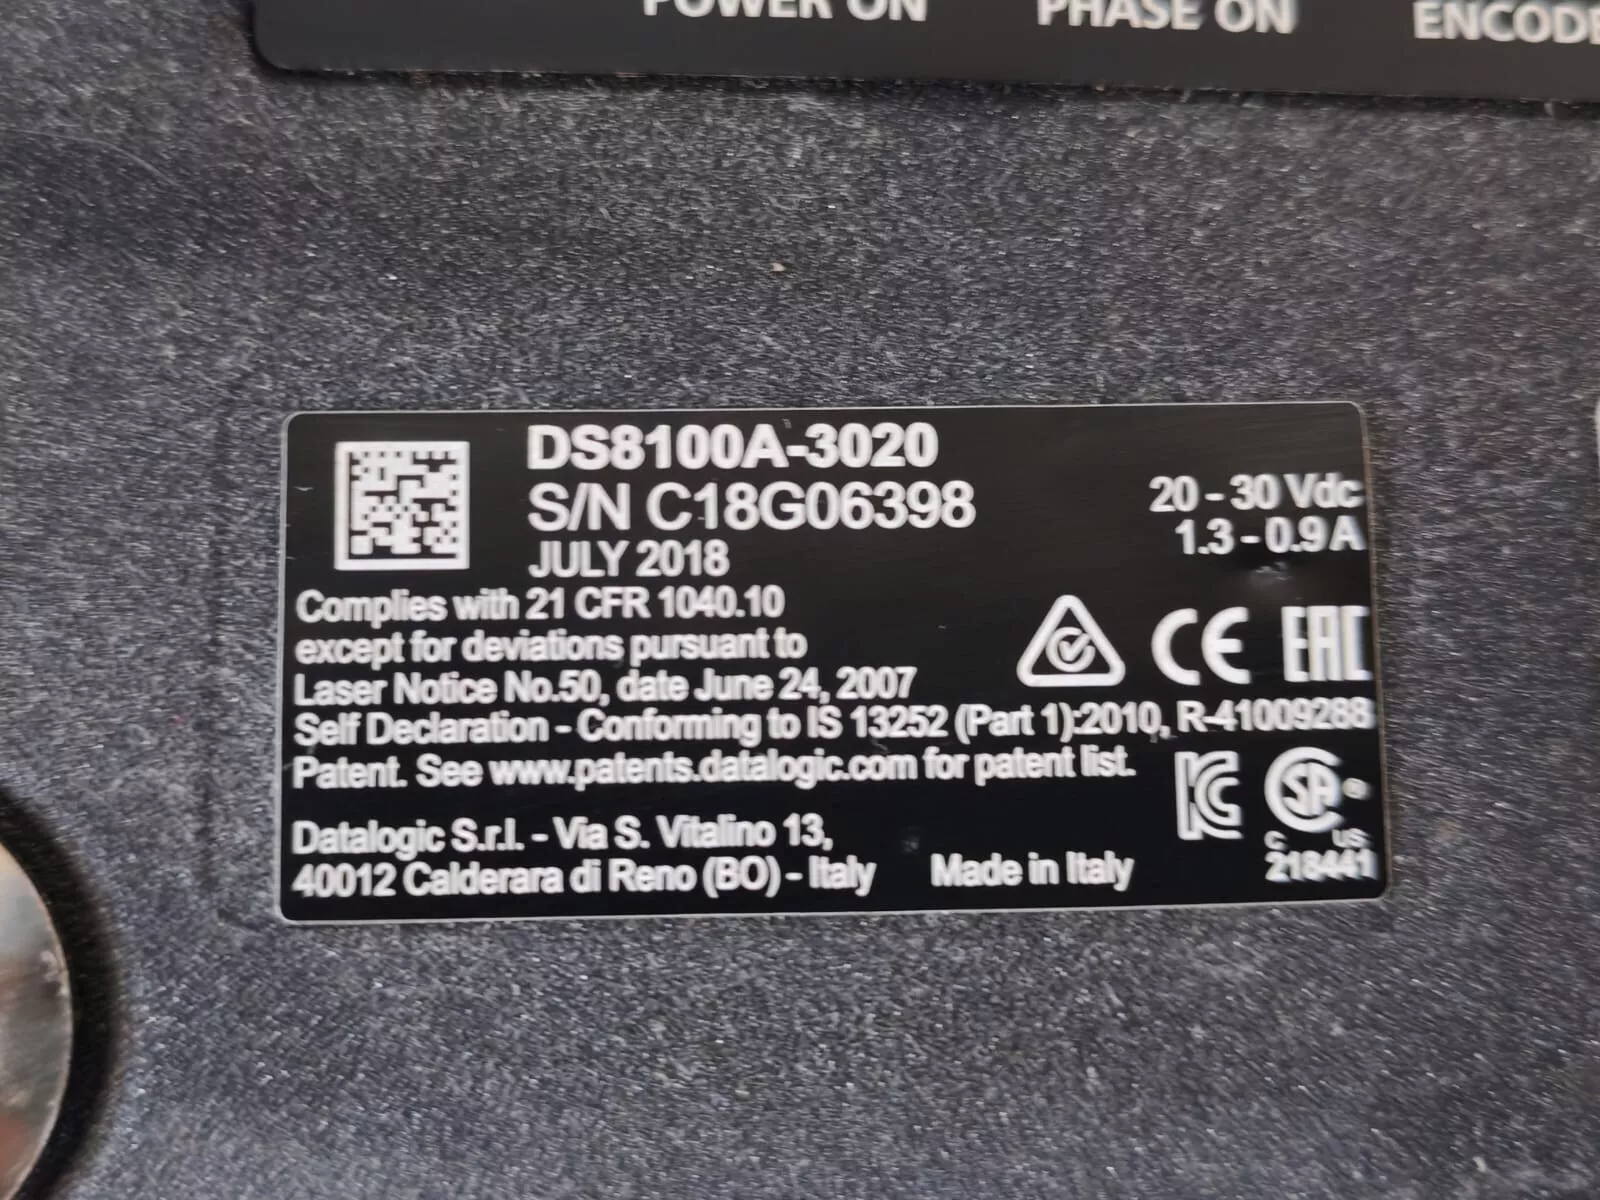 POWER ON PHASE ON ENCODE
DS8100A-3020
S/N C18G06398
JULY 2018
20 - 30 Vdc
1.3 - 0.9 A
Complies with 21 CFR 1040.10
except for deviations pursuant to
Laser Notice No.50, date June 24, 2007
CE EAC
Self Declaration - Conforming to IS 13252 (Part 1):2010, R-41009288
Patent. See www.patents.datalogic.com for patent list.
KC SA ®
C US
218441
Datalogic S.r.l. - Via S. Vitalino 13,
40012 Calderara di Reno (BO) - Italy
Made in Italy